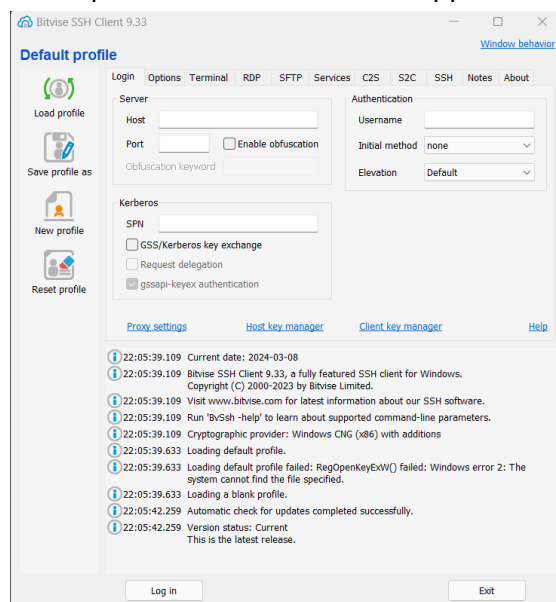 Bitvise SSH Client 9.33
Window behavior
Default profile
Load profile
Save profile as
New profile
Reset profile
Login Options Terminal RDP SFTP Services C2S S2C SSH Notes About
Server
Host
Port Enable obfuscation
Obfuscation keyword
Authentication
Username
Initial method none
Elevation Default
Kerberos
SPN
GSS/Kerberos key exchange
Request delegation
gssapi-keyex authentication
Proxy settings Host key manager Client key manager Help
22:05:39.109 Current date: 2024-03-08
22:05:39.109 Bitvise SSH Client 9.33, a fully featured SSH client for Windows.
Copyright (C) 2000-2023 by Bitvise Limited.
22:05:39.109 Visit www.bitvise.com for latest information about our SSH software.
22:05:39.109 Run 'BvSsh -help' to learn about supported command-line parameters.
22:05:39.109 Cryptographic provider: Windows CNG (x86) with additions
22:05:39.633 Loading default profile.
22:05:39.633 Loading default profile failed: RegOpenKeyExW() failed: Windows error 2: The
system cannot find the file specified.
22:05:39.633 Loading a blank profile.
22:05:42.259 Automatic check for updates completed successfully.
22:05:42.259 Version status: Current
This is the latest release.
Log in Exit